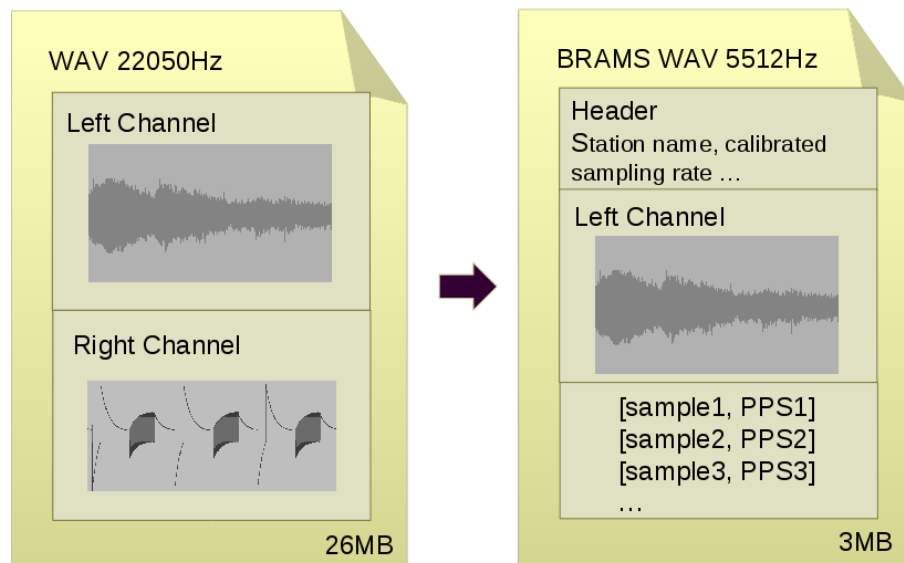 WAV 22050Hz
Left Channel
Right Channel
26MB
BRAMS WAV 5512Hz
Header
Station name, calibrated
sampling rate ...
Left Channel
[sample1, PPS1]
[sample2, PPS2]
[sample3, PPS3]
...
3MB